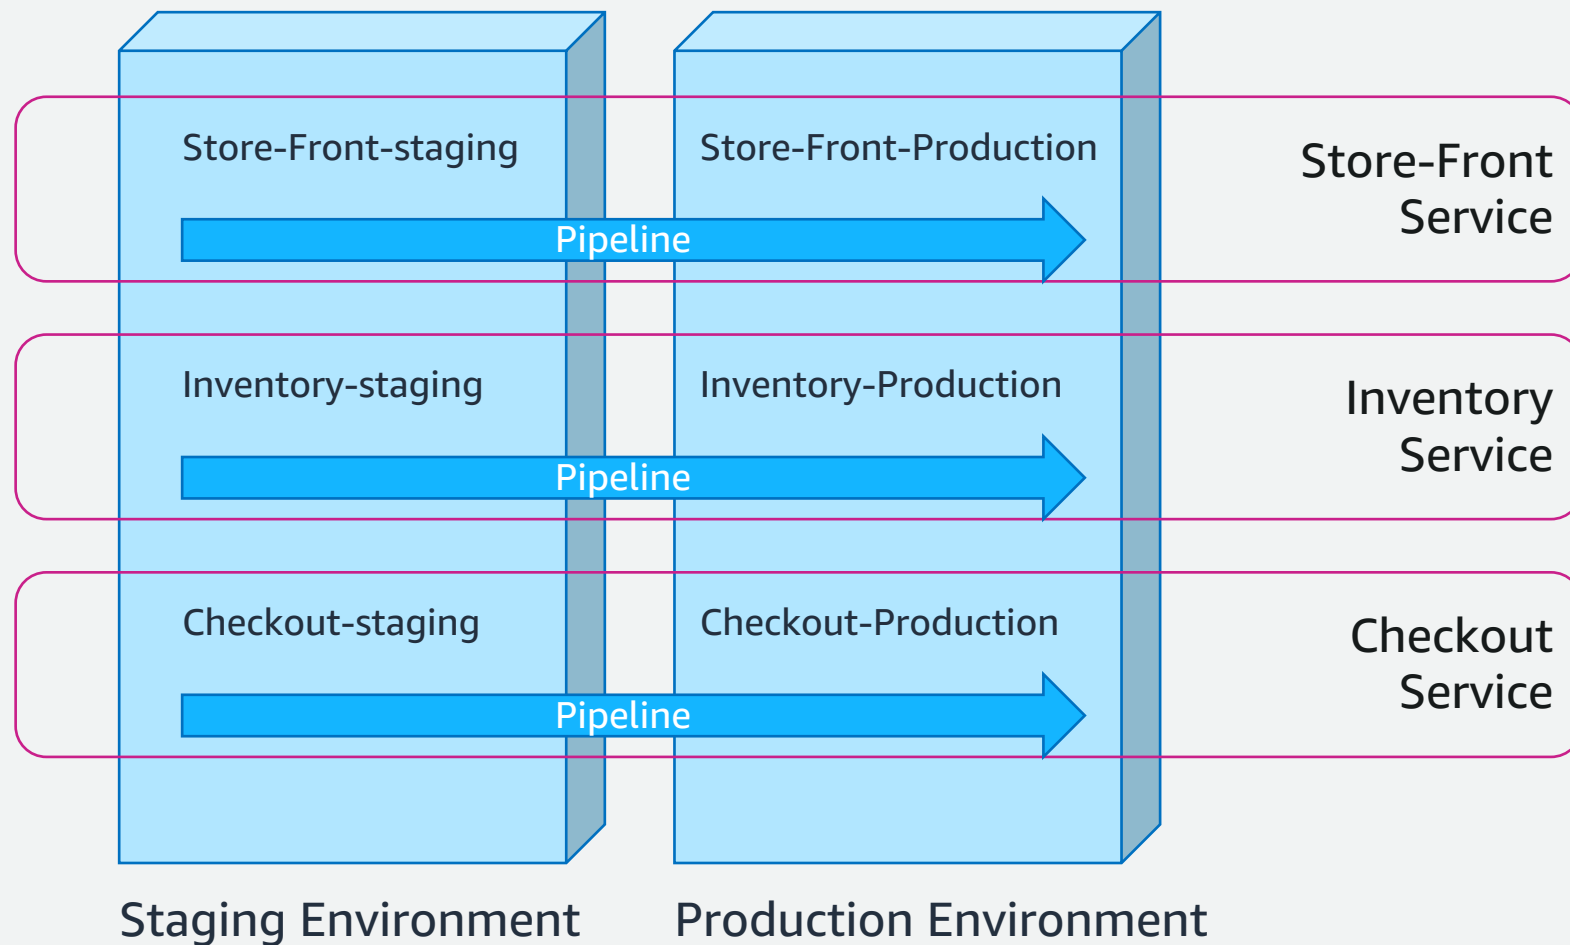 Store-Front-staging
Store-Front-Production
Pipeline
Store-Front
Service
Inventory-staging
Inventory-Production
Pipeline
Inventory
Service
Checkout-staging
Checkout-Production
Pipeline
Checkout
Service
Staging Environment
Production Environment